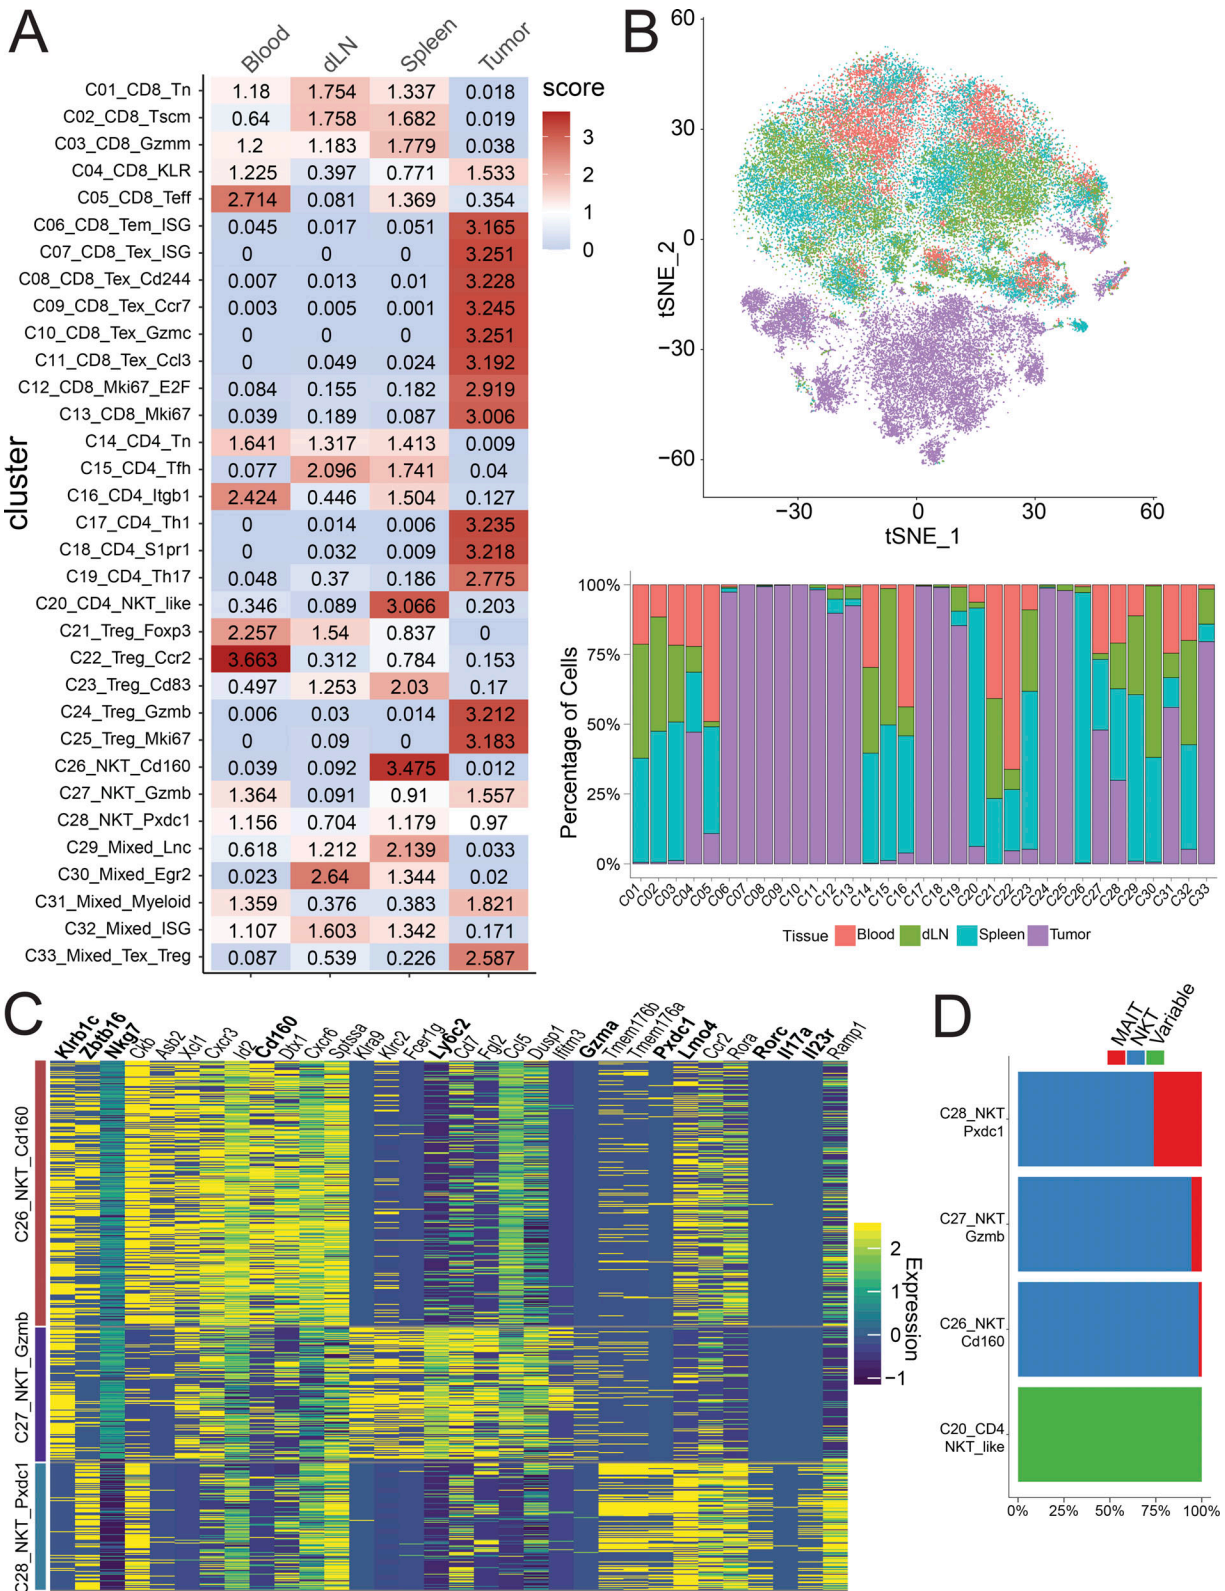 A
Blood dLN Spleen Tumor
score
3
2
1
0
cluster
C01_CD8_Tn 1.18 1.754 1.337 0.018
C02_CD8_Tscm 0.64 1.758 1.682 0.019
C03_CD8_Gzmm 1.2 1.183 1.779 0.038
C04_CD8_KLR 1.225 0.397 0.771 1.533
C05_CD8_Teff 2.714 0.081 1.369 0.354
C06_CD8_Tem_ISG 0.045 0.017 0.051 3.165
C07_CD8_Tex_ISG 0 0 0 3.251
C08_CD8_Tex_Cd244 0.007 0.013 0.01 3.228
C09_CD8_Tex_Ccr7 0.003 0.005 0.001 3.245
C10_CD8_Tex_Gzmc 0 0 0 3.251
C11_CD8_Tex_Ccl3 0 0.049 0.024 3.192
C12_CD8_Mki67_E2F 0.084 0.155 0.182 2.919
C13_CD8_Mki67 0.039 0.189 0.087 3.006
C14_CD4_Tn 1.641 1.317 1.413 0.009
C15_CD4_Tfh 0.077 2.096 1.741 0.04
C16_CD4_Itgb1 2.424 0.446 1.504 0.127
C17_CD4_Th1 0 0.014 0.006 3.235
C18_CD4_S1pr1 0 0.032 0.009 3.218
C19_CD4_Th17 0.048 0.37 0.186 2.775
C20_CD4_NKT_like 0.346 0.089 3.066 0.203
C21_Treg_Foxp3 2.257 1.54 0.837 0
C22_Treg_Ccr2 3.663 0.312 0.784 0.153
C23_Treg_Cd83 0.497 1.253 2.03 0.17
C24_Treg_Gzmb 0.006 0.03 0.014 3.212
C25_Treg_Mki67 0 0.09 0 3.183
C26_NKT_Cd160 0.039 0.092 3.475 0.012
C27_NKT_Gzmb 1.364 0.091 0.91 1.557
C28_NKT_Pxdc1 1.156 0.704 1.179 0.97
C29_Mixed_Lnc 0.618 1.212 2.139 0.033
C30_Mixed_Egr2 0.023 2.64 1.344 0.02
C31_Mixed_Myeloid 1.359 0.376 0.383 1.821
C32_Mixed_ISG 1.107 1.603 1.342 0.171
C33_Mixed_Tex_Treg 0.087 0.539 0.226 2.587
B
60
30
0
−30
−60
tSNE_2
−30 0 30 60
tSNE_1
Percentage of Cells
100%
75%
50%
25%
0%
C01 C02 C03 C04 C05 C06 C07 C08 C09 C10 C11 C12 C13 C14 C15 C16 C17 C18 C19 C20 C21 C22 C23 C24 C25 C26 C27 C28 C29 C30 C31 C32 C33
Tissue Blood dLN Spleen Tumor
C
Klrb1c Zbtb16 Nkg7 Ckb Asb2 Xcl1 Cxcr3 Id2 Cd160 Dtx1 Cxcr6 Sptssa Klra9 Klrc2 Fcer1g Ly6c2 Cd7 Fgl2 Ccl5 Dusp1 Ifitm3 Gzma Tmem176b Tmem176a Pxdc1 Lmo4 Ccr2 Rora Rorc Il17a Il23r Ramp1
C26_NKT_Cd160
C27_NKT_Gzmb
C28_NKT_Pxdc1
2
1
0
−1
Expression
D
MAIT NKT Variable
C28_NKT
Pxdc1
C27_NKT
Gzmb
C26_NKT
Cd160
C20_CD4
NKT_like
0% 25% 50% 75% 100%